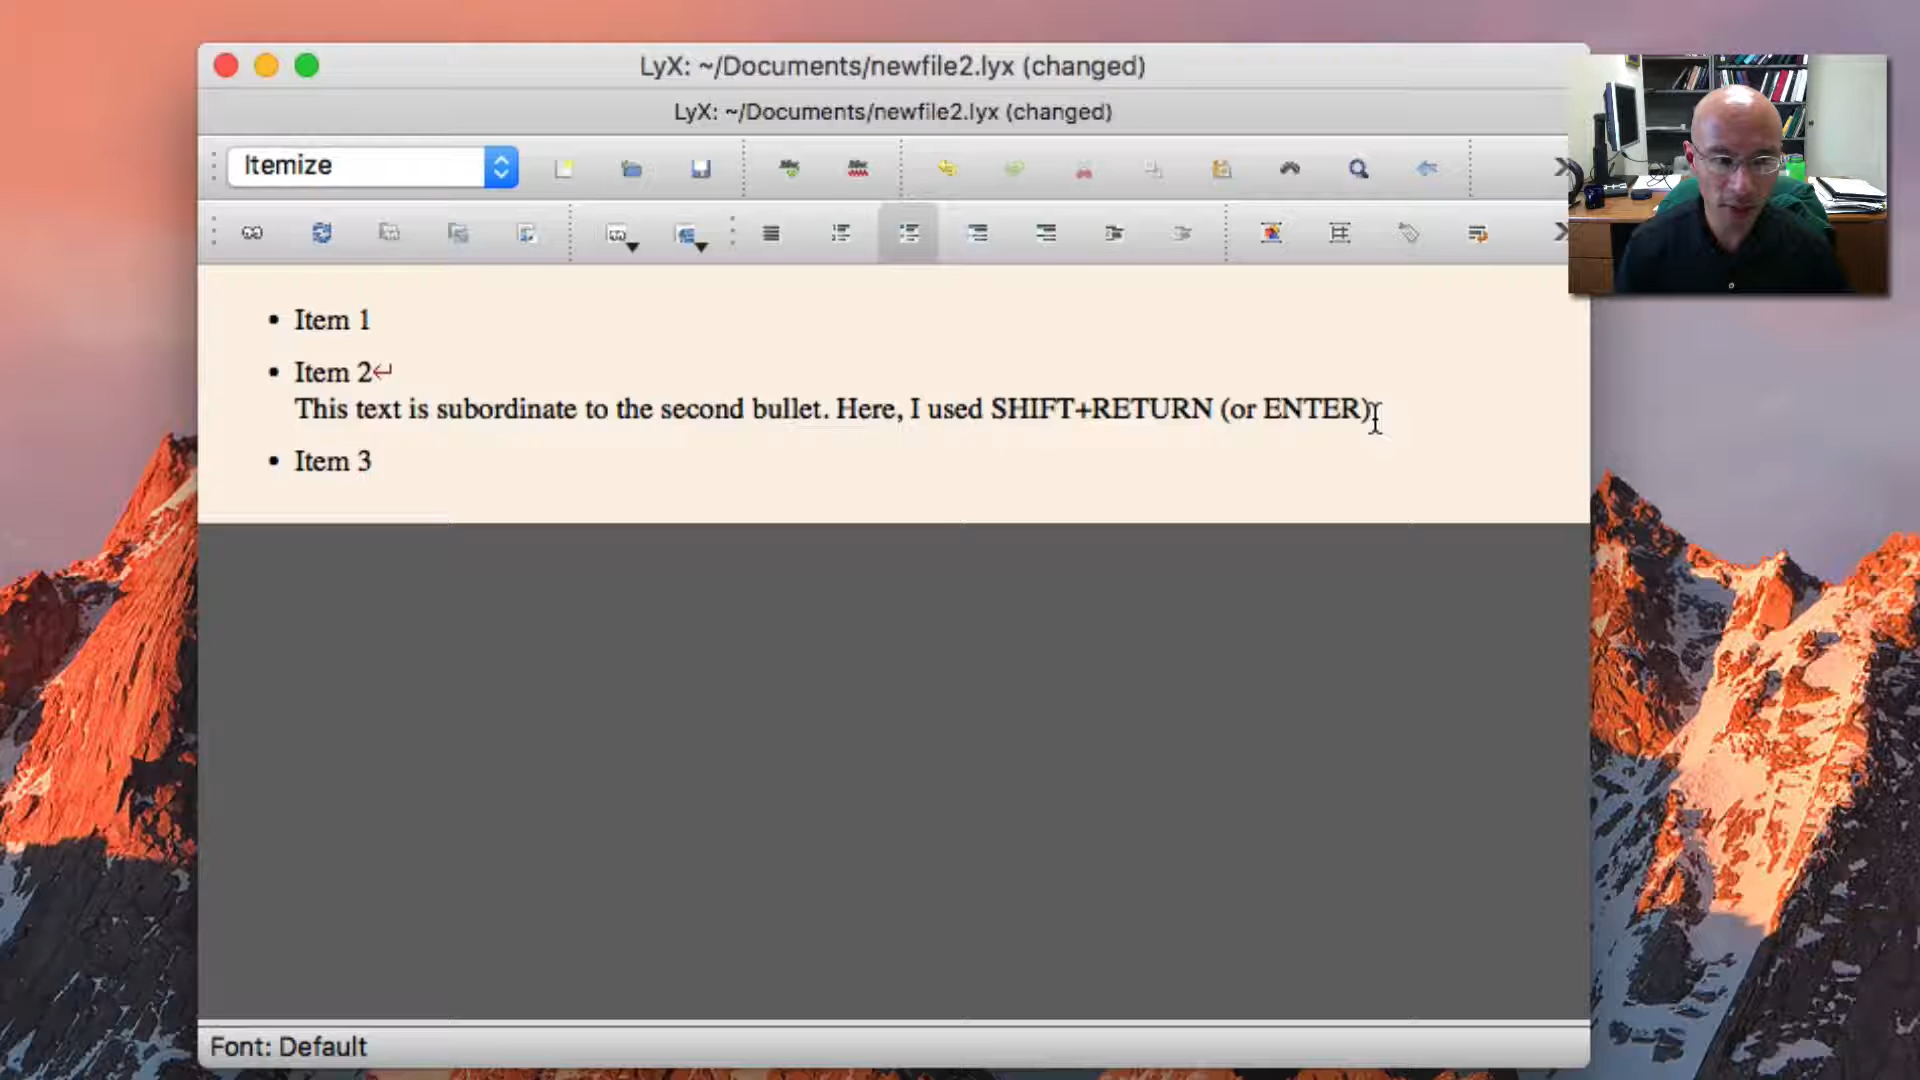 LyX: ~/Documents/newfile2.lyx (changed)
LyX: ~/Documents/newfile2.lyx (changed)
Itemize
• Item 1
• Item 2↵
This text is subordinate to the second bullet. Here, I used SHIFT+RETURN (or ENTER)
• Item 3
Font: Default